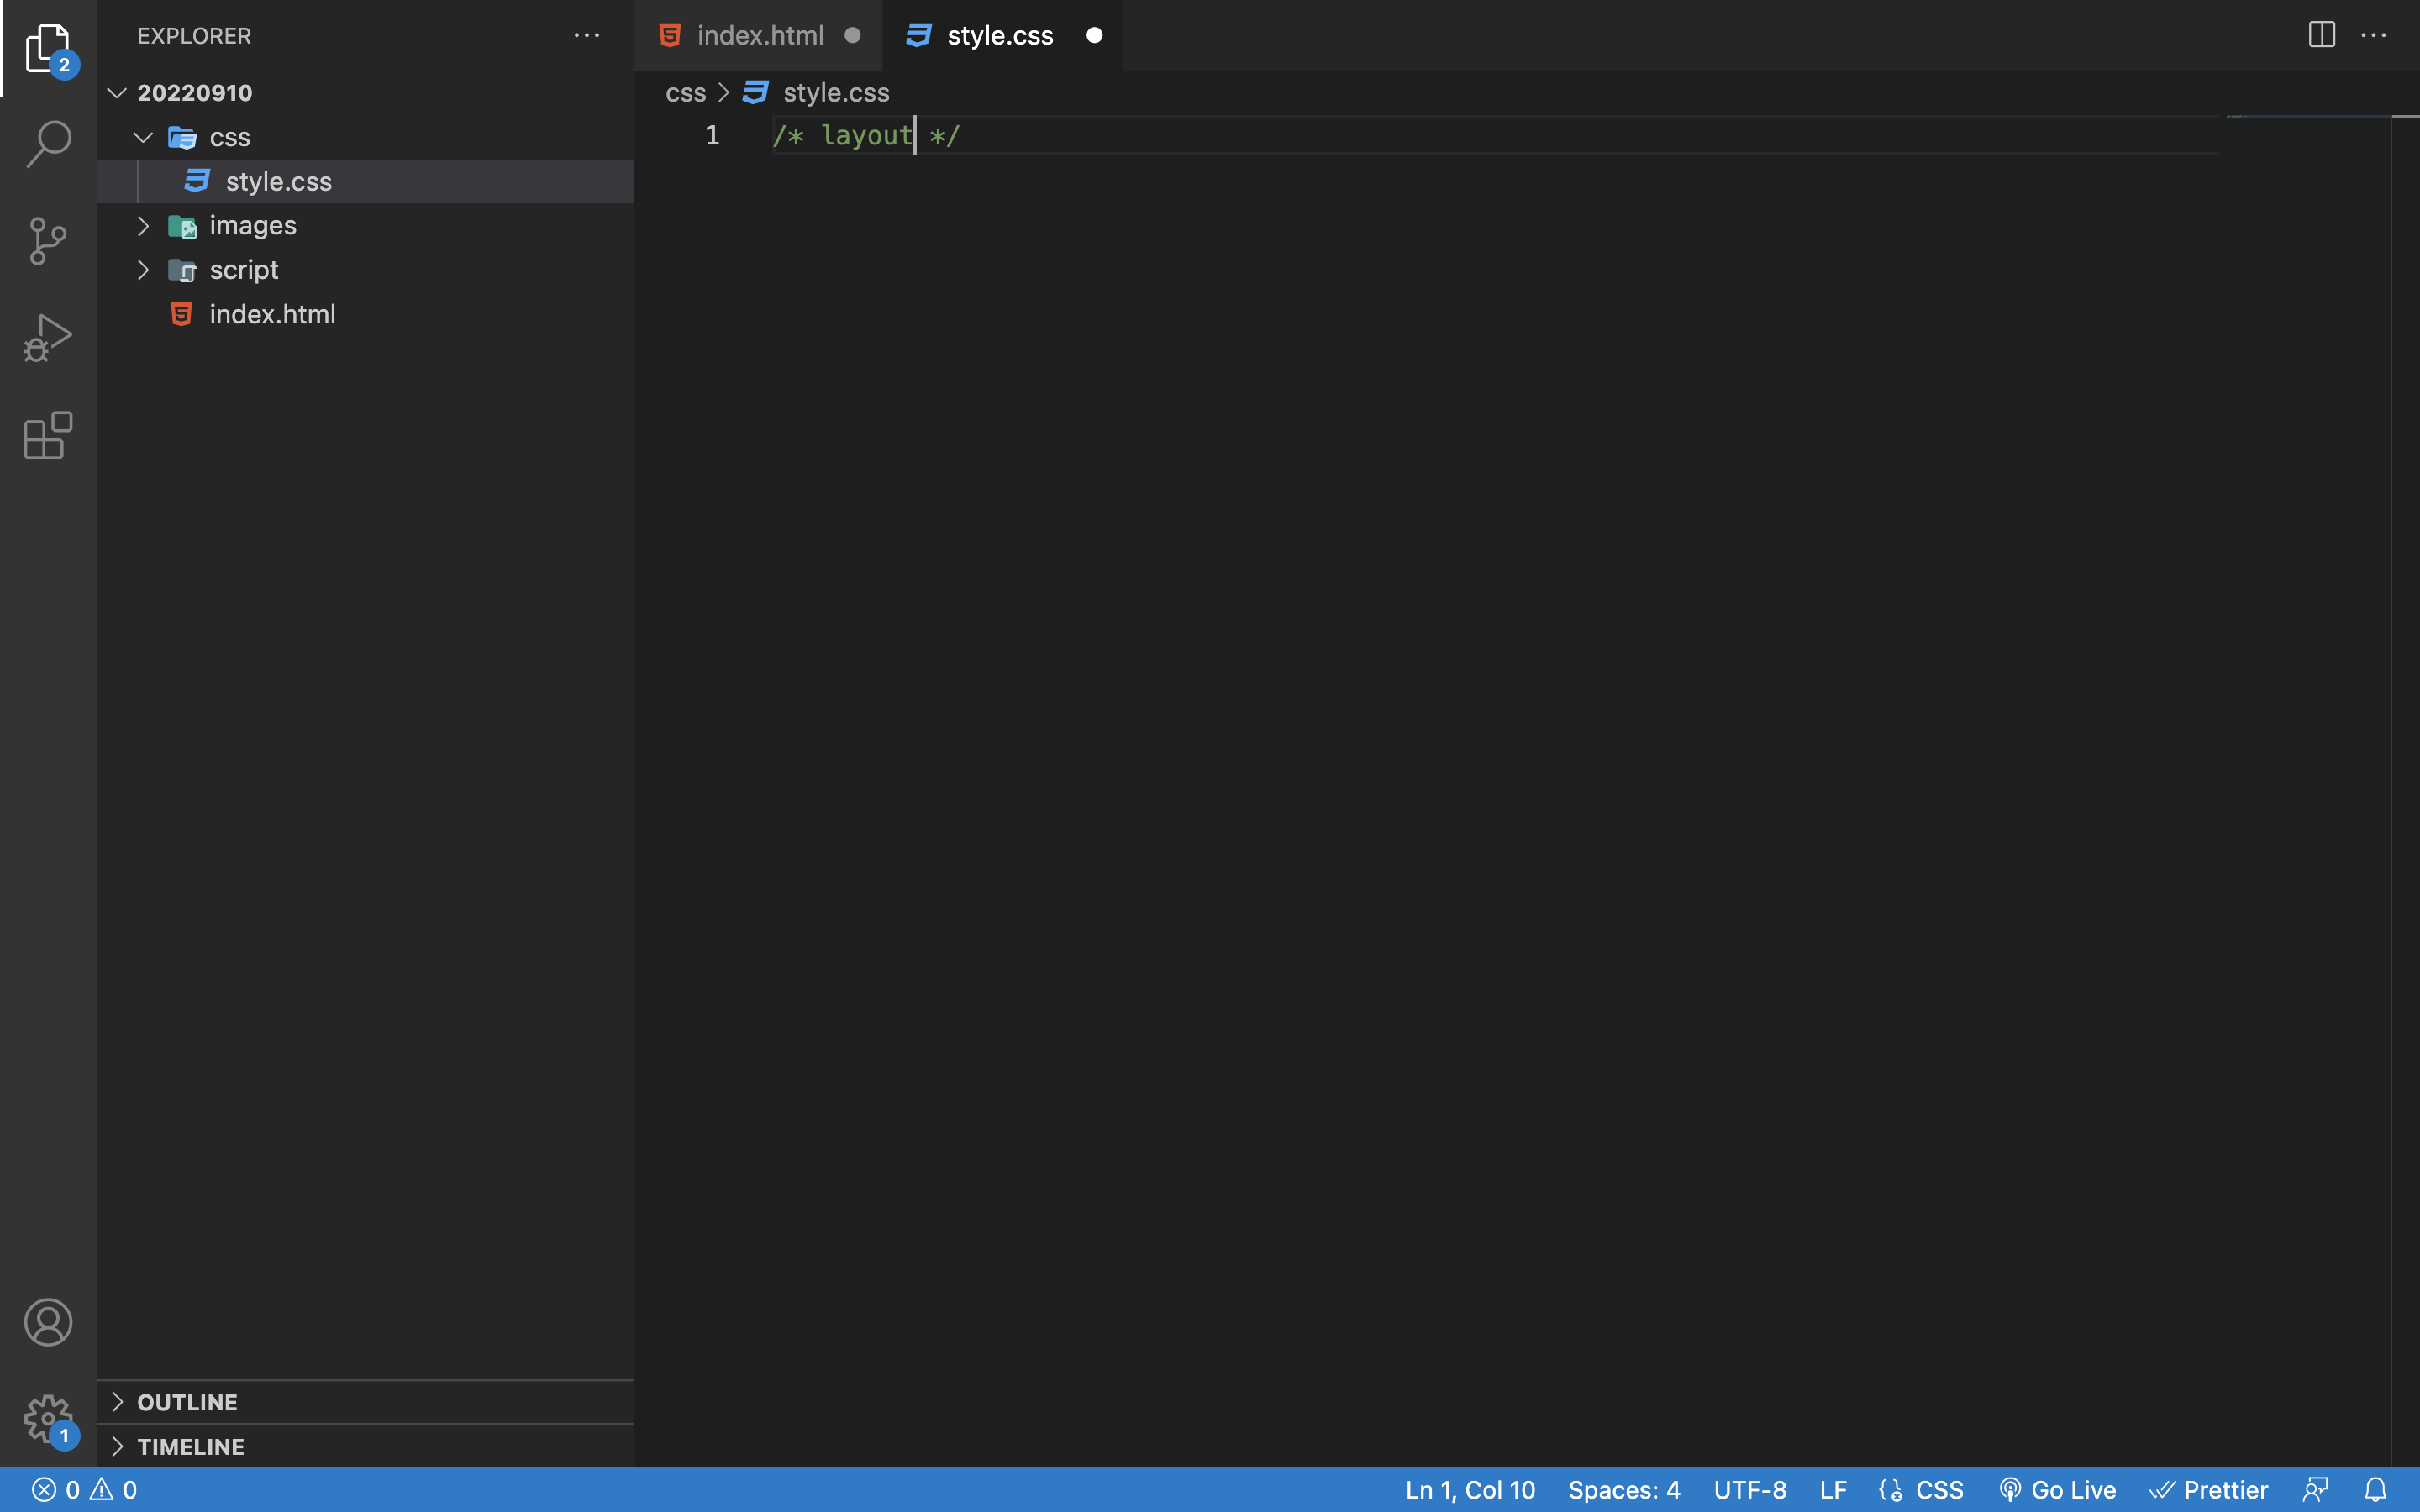 EXPLORER
index.html
style.css
2
20220910
css > style.css
css
1 /* layout */
style.css
images
script
index.html
OUTLINE
1
TIMELINE
0 0
Ln 1, Col 10 Spaces: 4 UTF-8 LF {} CSS Go Live Prettier